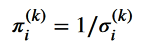 π_i^{(k)} = 1/σ_i^{(k)}